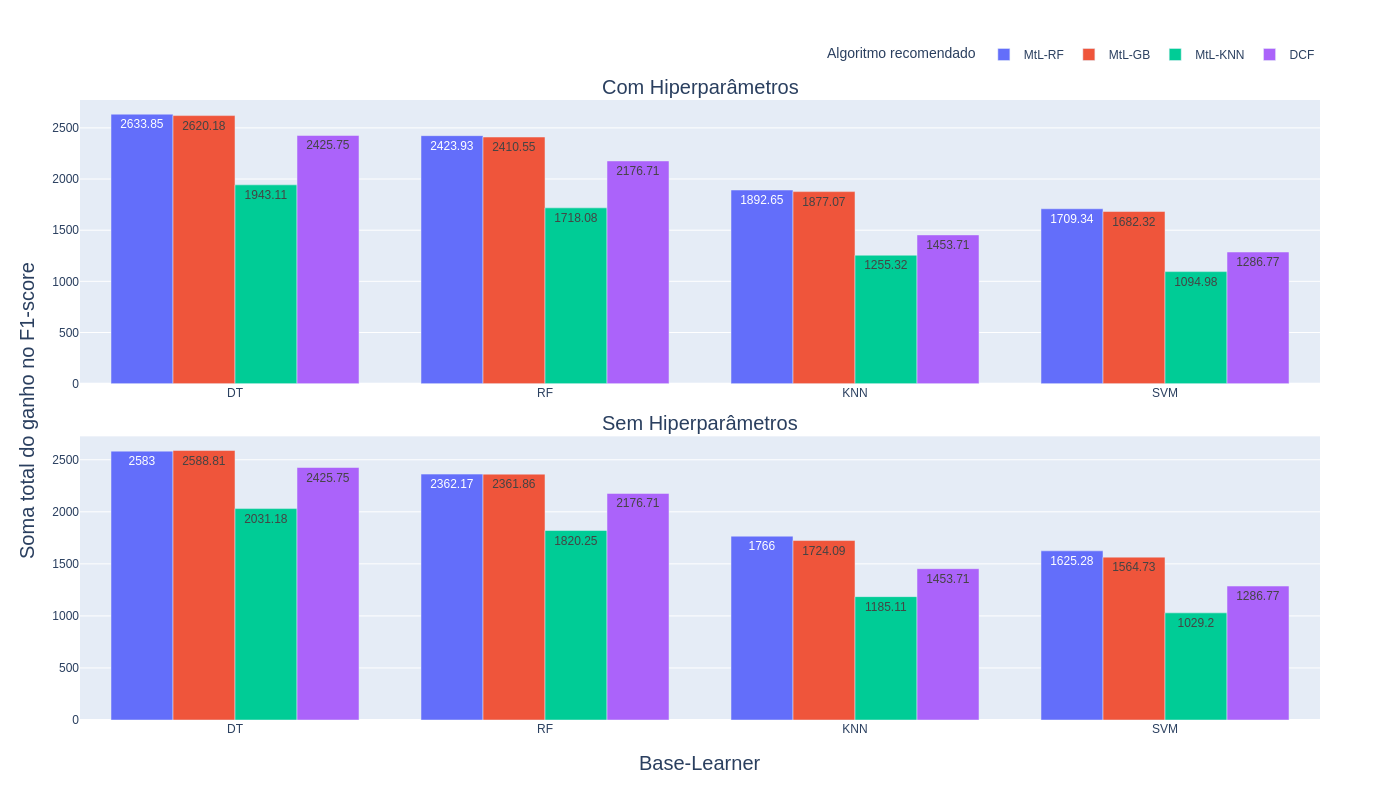 Algoritmo recomendado MtL-RF MtL-GB MtL-KNN DCF
Com Hiperparâmetros
Soma total do ganho no F1-score
2500
2000
1500
1000
500
0
2633.85 2620.18 1943.11 2425.75
2423.93 2410.55 1718.08 2176.71
1892.65 1877.07 1255.32 1453.71
1709.34 1682.32 1094.98 1286.77
DT RF KNN SVM
Sem Hiperparâmetros
2500
2000
1500
1000
500
0
2583 2588.81 2031.18 2425.75
2362.17 2361.86 1820.25 2176.71
1766 1724.09 1185.11 1453.71
1625.28 1564.73 1029.2 1286.77
DT RF KNN SVM
Base-Learner